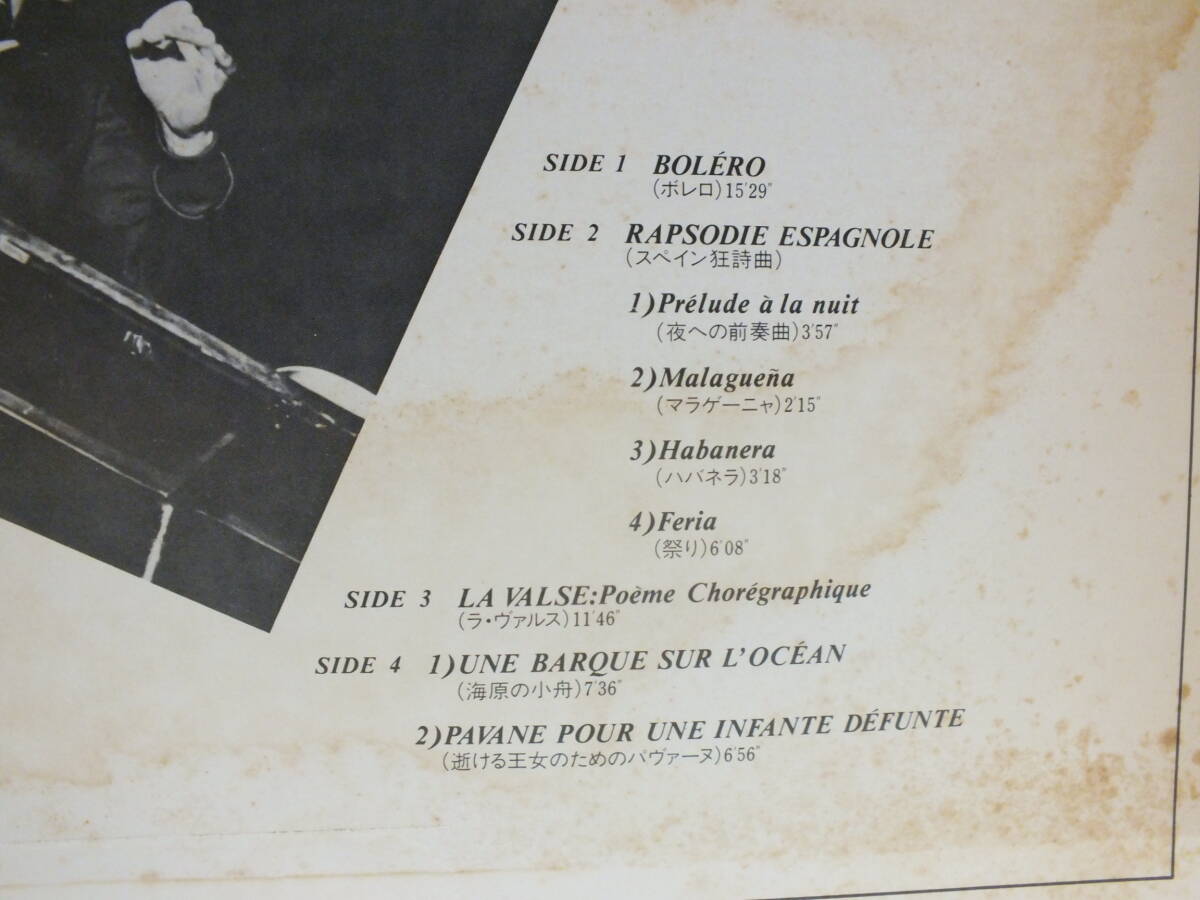 SIDE 1 BOLÉRO
(ボレロ)15'29"
SIDE 2 RAPSODIE ESPAGNOLE
(スペイン狂詩曲)
1)Prélude à la nuit
(夜への前奏曲)3'57"
2)Malagueña
(マラゲーニャ)2'15"
3)Habanera
(ハバネラ)3'18"
4)Feria
(祭り)6'08"
SIDE 3 LA VALSE:Poème Chorégraphique
(ラ・ヴァルス)11'46"
SIDE 4 1)UNE BARQUE SUR L'OCÉAN
(海原の小舟)7'36"
2)PAVANE POUR UNE INFANTE DÉFUNTE
(逝ける王女のためのパヴァーヌ)6'56"